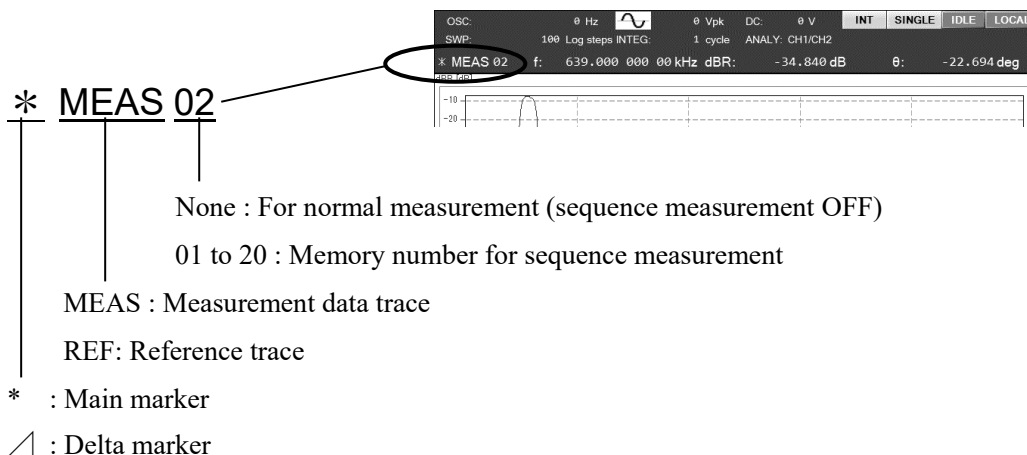 OSC: 0 Hz 0 Vpk DC: 0 V INT SINGLE IDLE LOCAL
SWP: 100 Log steps INTEG: 1 cycle ANALY: CH1/CH2
* MEAS 02 f: 639.000 000 00 kHz dBR: -34.840 dB θ: -22.694 deg
dBR [dB]
-10
-20
* MEAS 02
None : For normal measurement (sequence measurement OFF)
01 to 20 : Memory number for sequence measurement
MEAS : Measurement data trace
REF: Reference trace
* : Main marker
⊿ : Delta marker